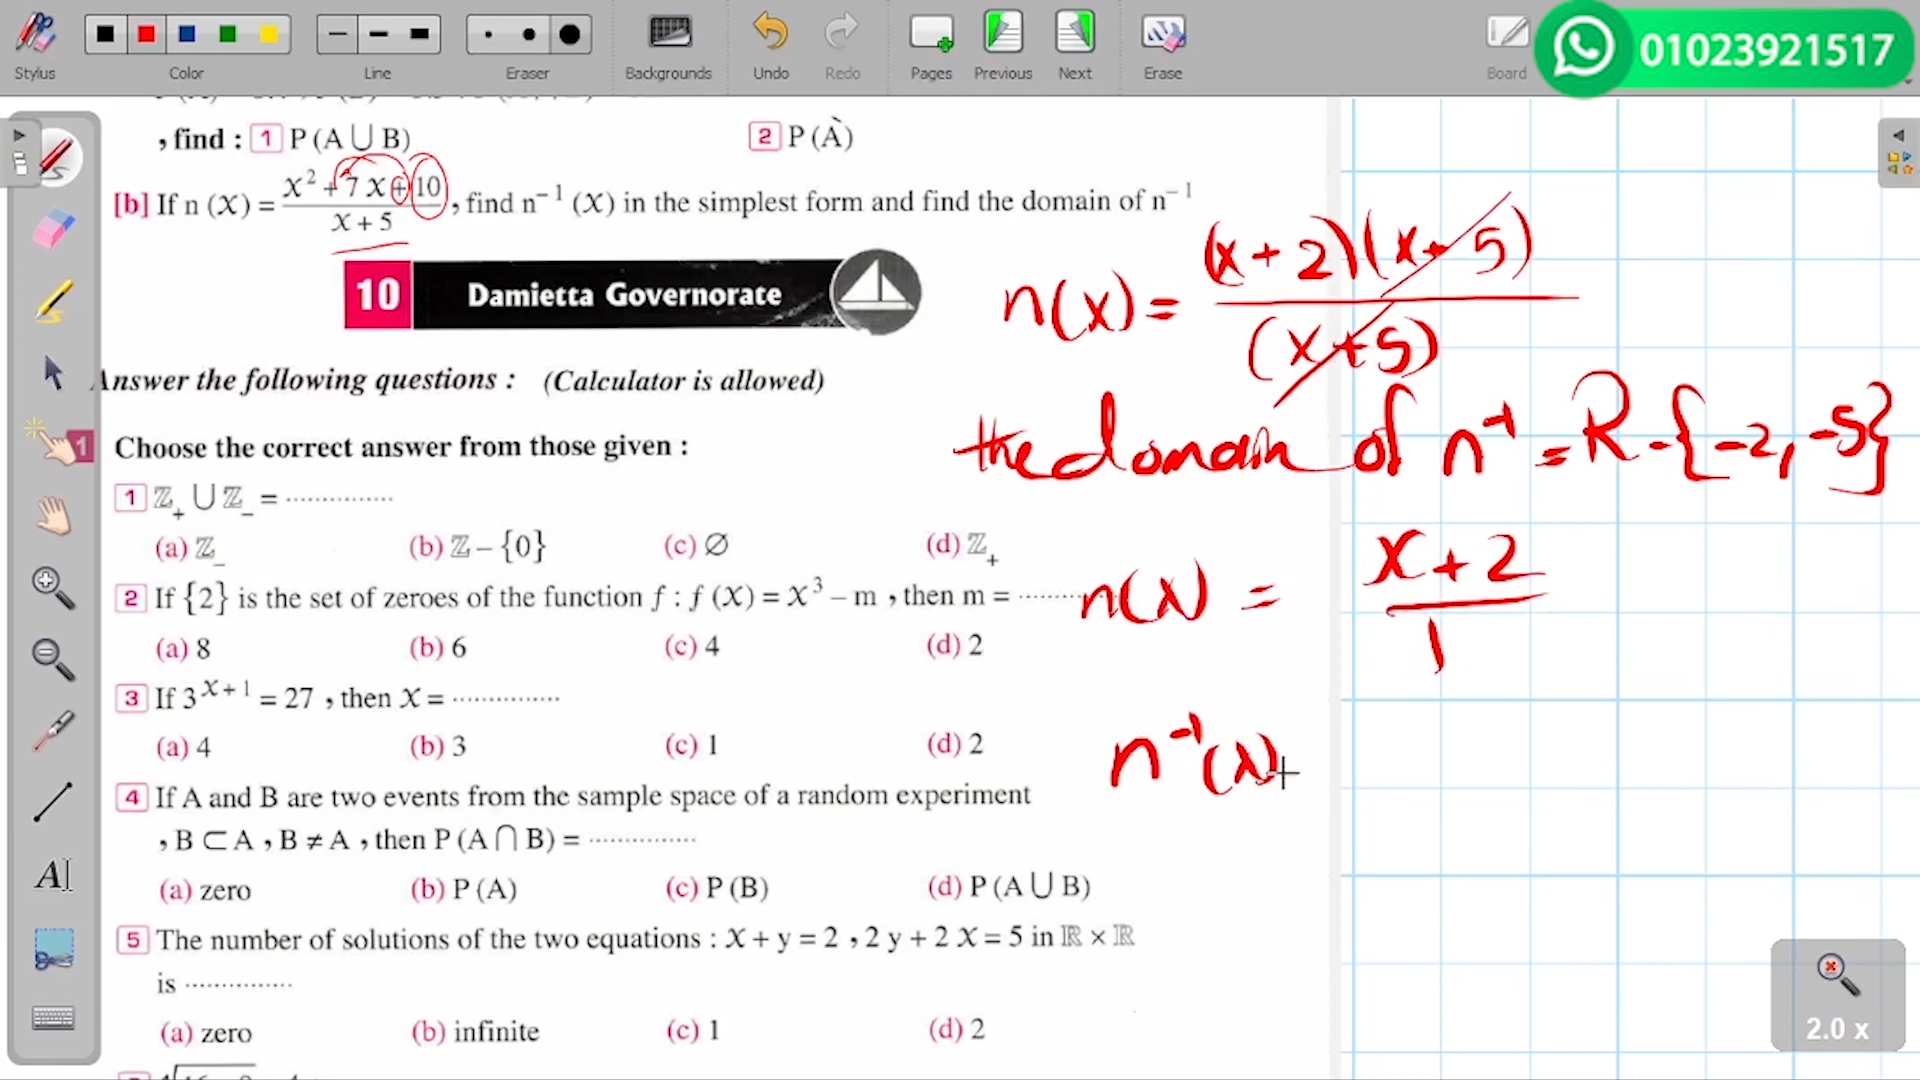 Stylus
Color
Line
Eraser
Backgrounds
Undo
Redo
Pages
Previous
Next
Erase
Board
01023921517
, find : 1 P (A ∪ B)
2 P (A̍)
[b] If n (X) = (X² + 7 X + 10) / (X + 5) , find n⁻¹ (X) in the simplest form and find the domain of n⁻¹
n(x) = (x + 2)(x + 5) / (x + 5)
the domain of n⁻¹ = R - {-2, -5}
n(x) = x + 2 / 1
n⁻¹(x)
10 Damietta Governorate
Answer the following questions : (Calculator is allowed)
1 Choose the correct answer from those given :
1 ℤ₊ ∪ ℤ₋ = ...............
(a) ℤ₋ (b) ℤ – {0} (c) ∅ (d) ℤ₊
2 If {2} is the set of zeroes of the function f : f (X) = X³ – m , then m = ...............
(a) 8 (b) 6 (c) 4 (d) 2
3 If 3^(X + 1) = 27 , then X = ...............
(a) 4 (b) 3 (c) 1 (d) 2
4 If A and B are two events from the sample space of a random experiment
, B ⊂ A , B ≠ A , then P (A ∩ B) = ...............
(a) zero (b) P (A) (c) P (B) (d) P (A ∪ B)
5 The number of solutions of the two equations : X + y = 2 , 2 y + 2 X = 5 in ℝ × ℝ
is ...............
(a) zero (b) infinite (c) 1 (d) 2
2.0 x